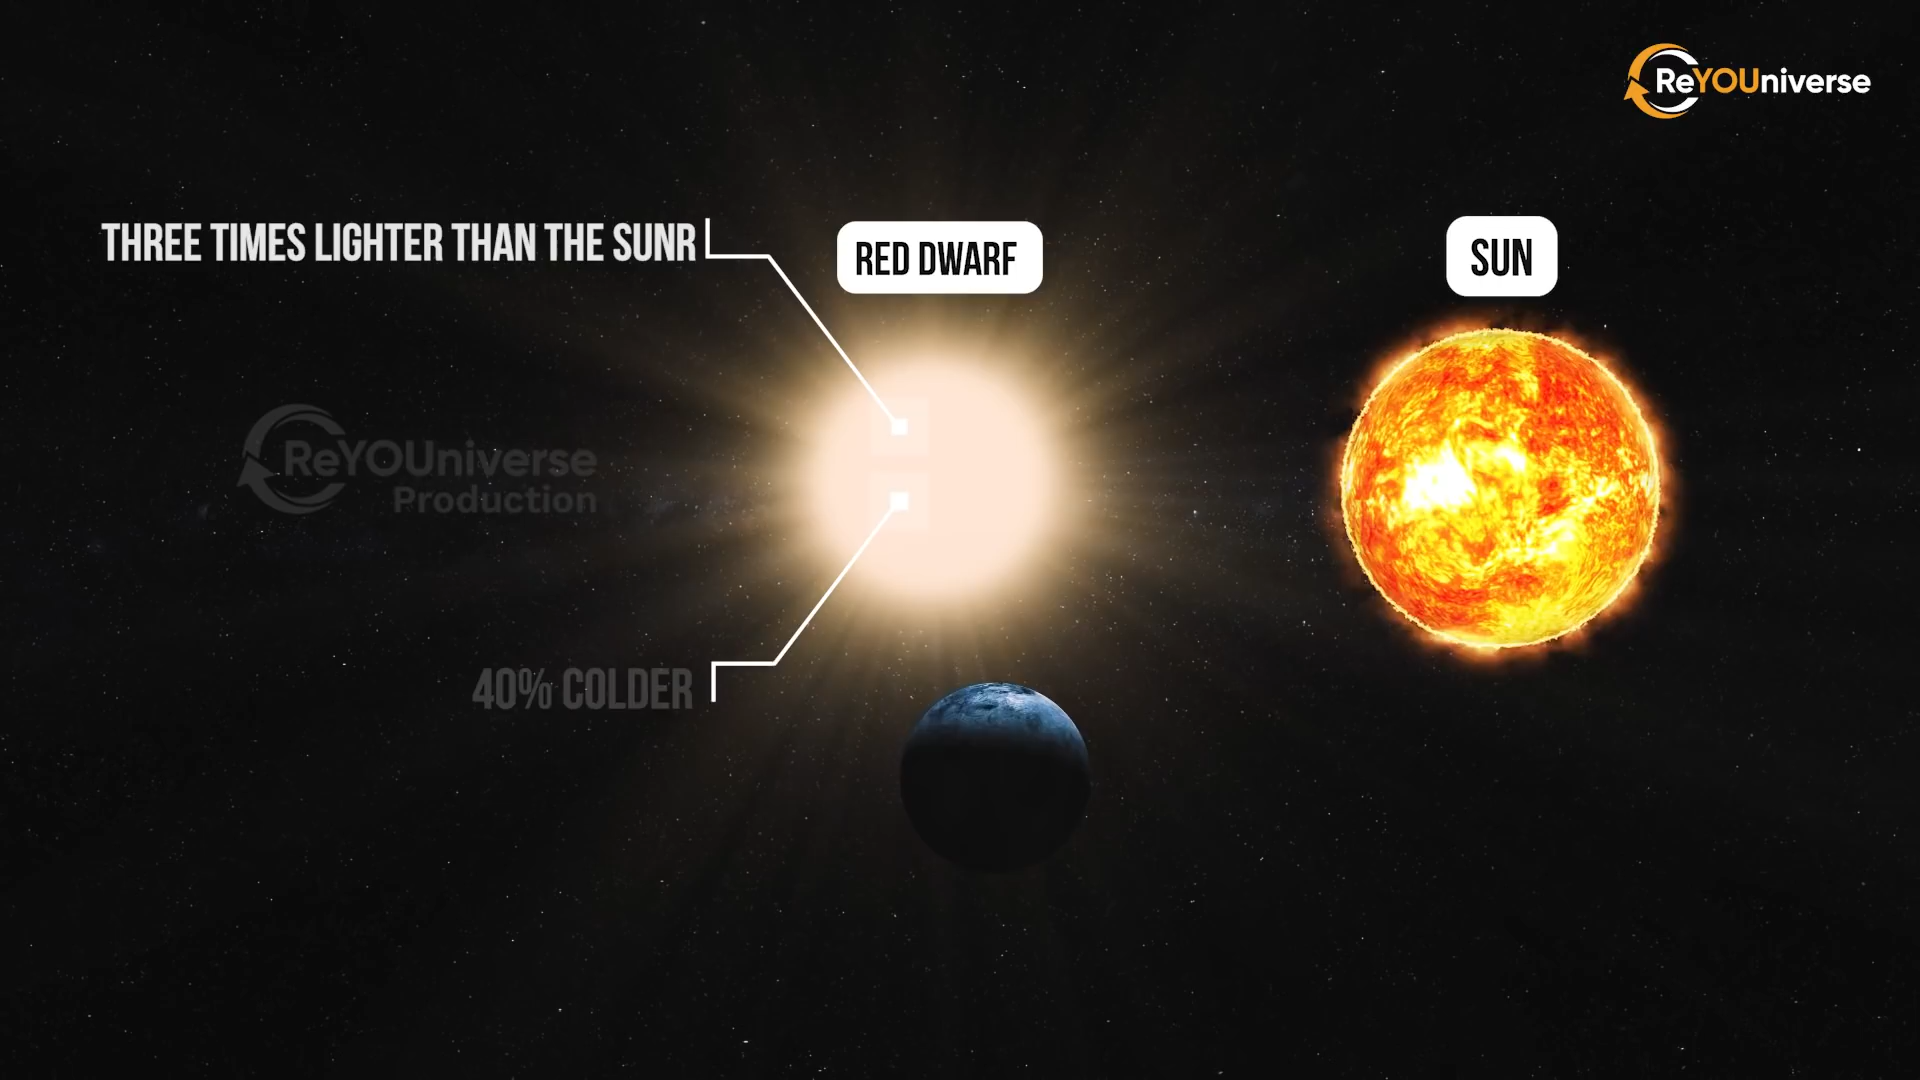 ReYOUniverse
THREE TIMES LIGHTER THAN THE SUNR
RED DWARF
SUN
ReYOUniverse
Production
40% COLDER